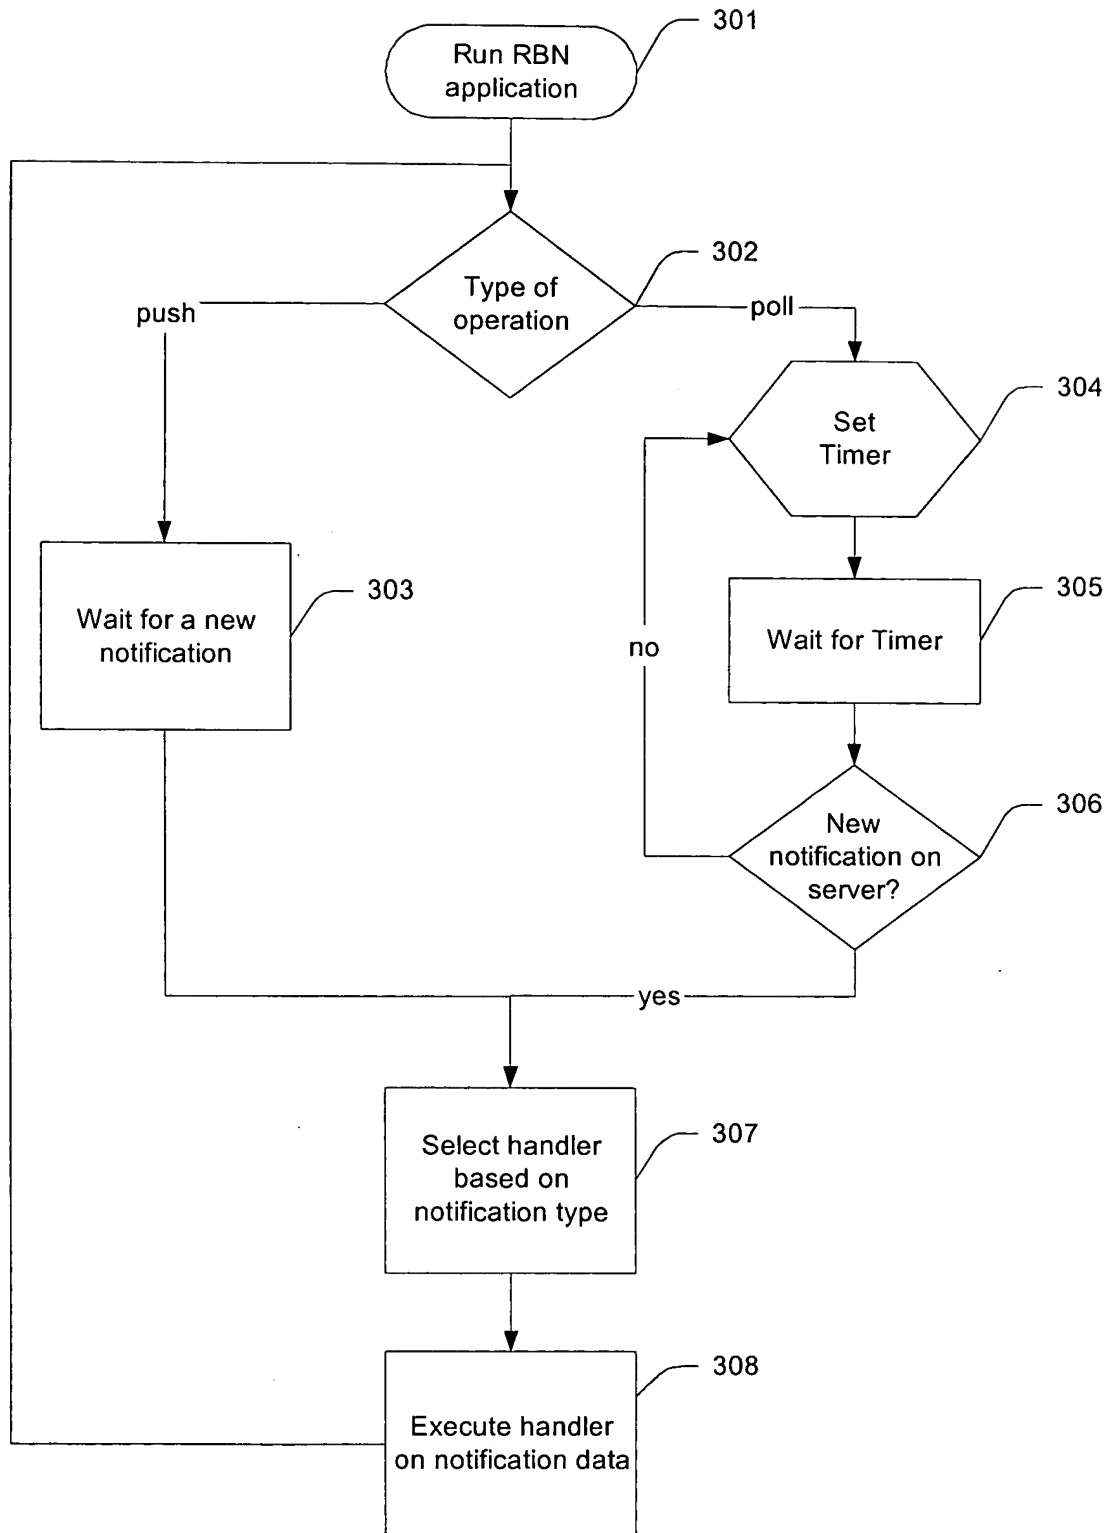 301
Run RBN
application
302
Type of
operation
push
poll
304
Set
Timer
303
Wait for a new
notification
305
Wait for Timer
no
306
New
notification on
server?
yes
307
Select handler
based on
notification type
308
Execute handler
on notification data